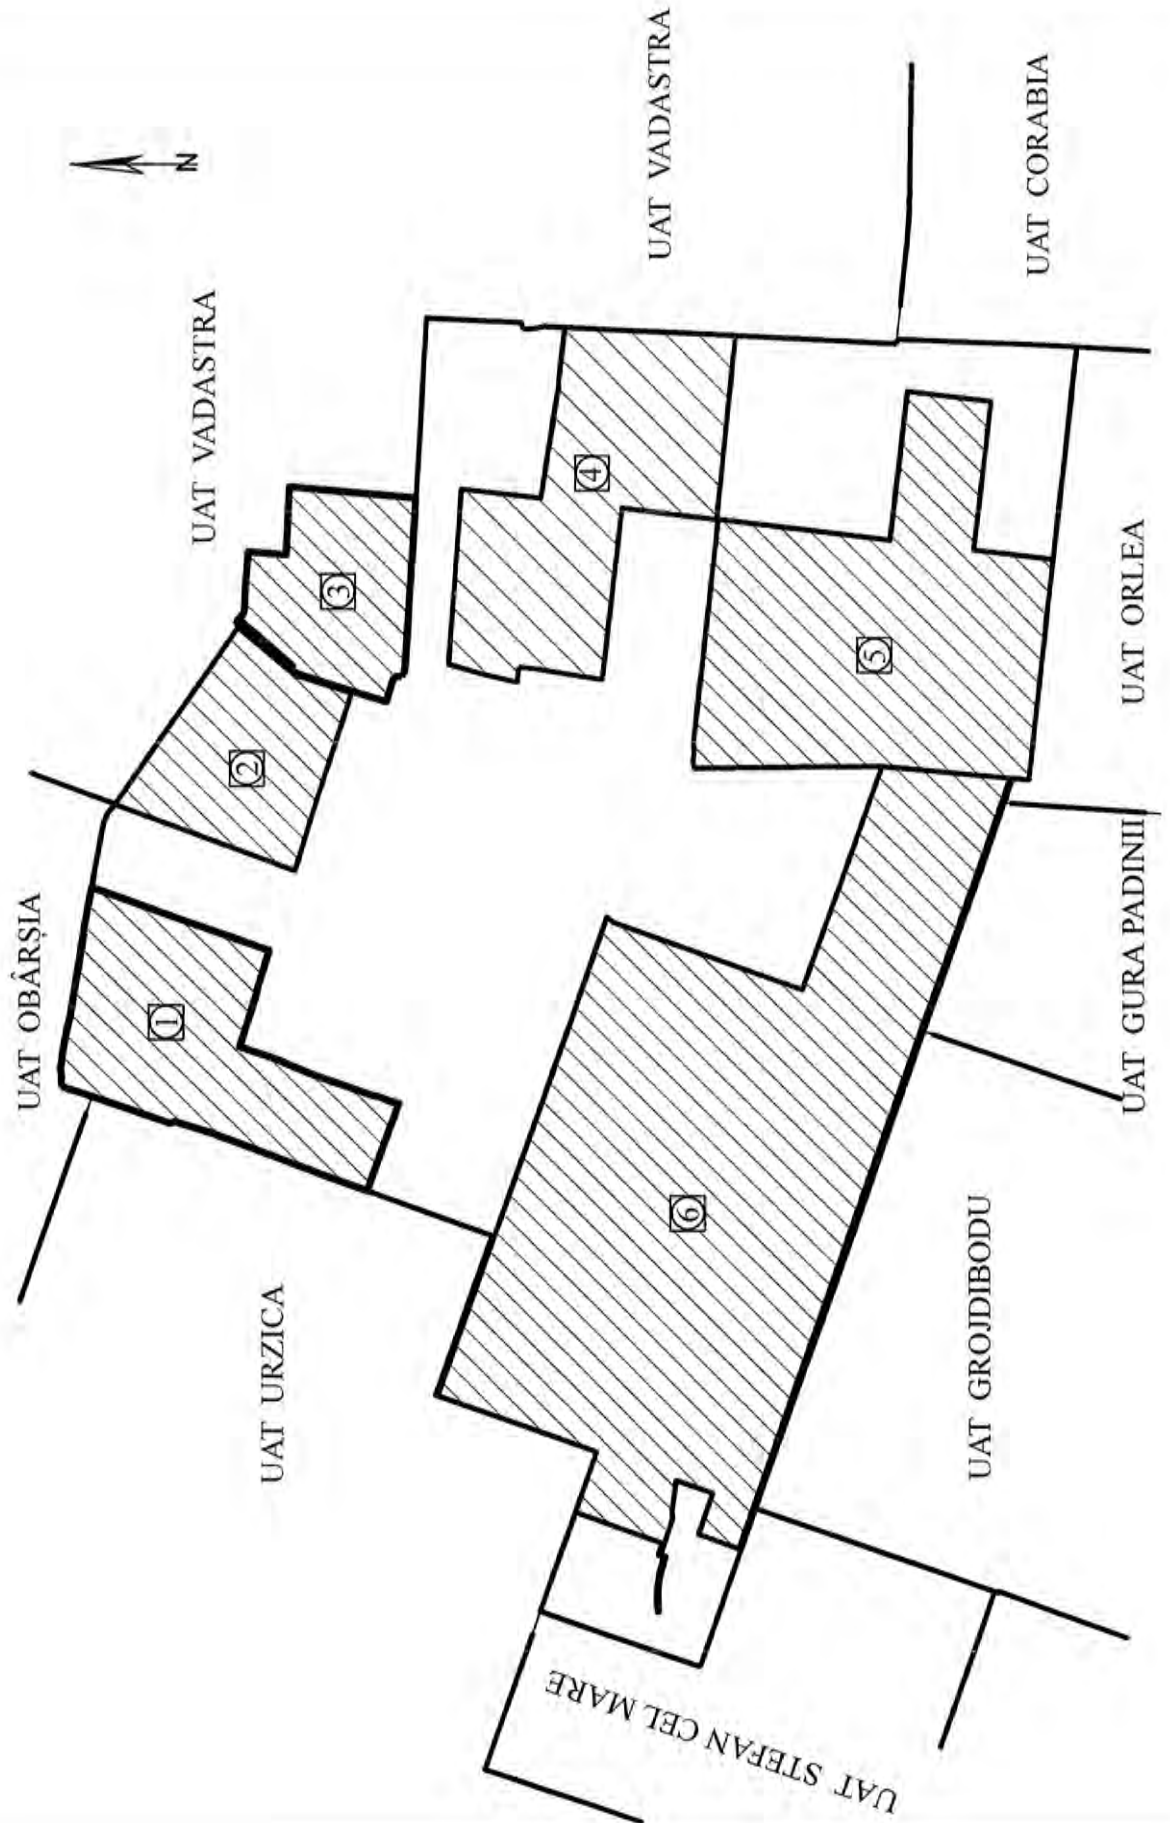 UAT VADASTRA
UAT CORABIA
N
UAT VADASTRA
4
3
5
UAT ORLEA
2
UAT OBÂRȘIA
1
UAT GURA PADINII
6
UAT URZICA
UAT GROJDIBODU
UAT STEFAN CEL MARE